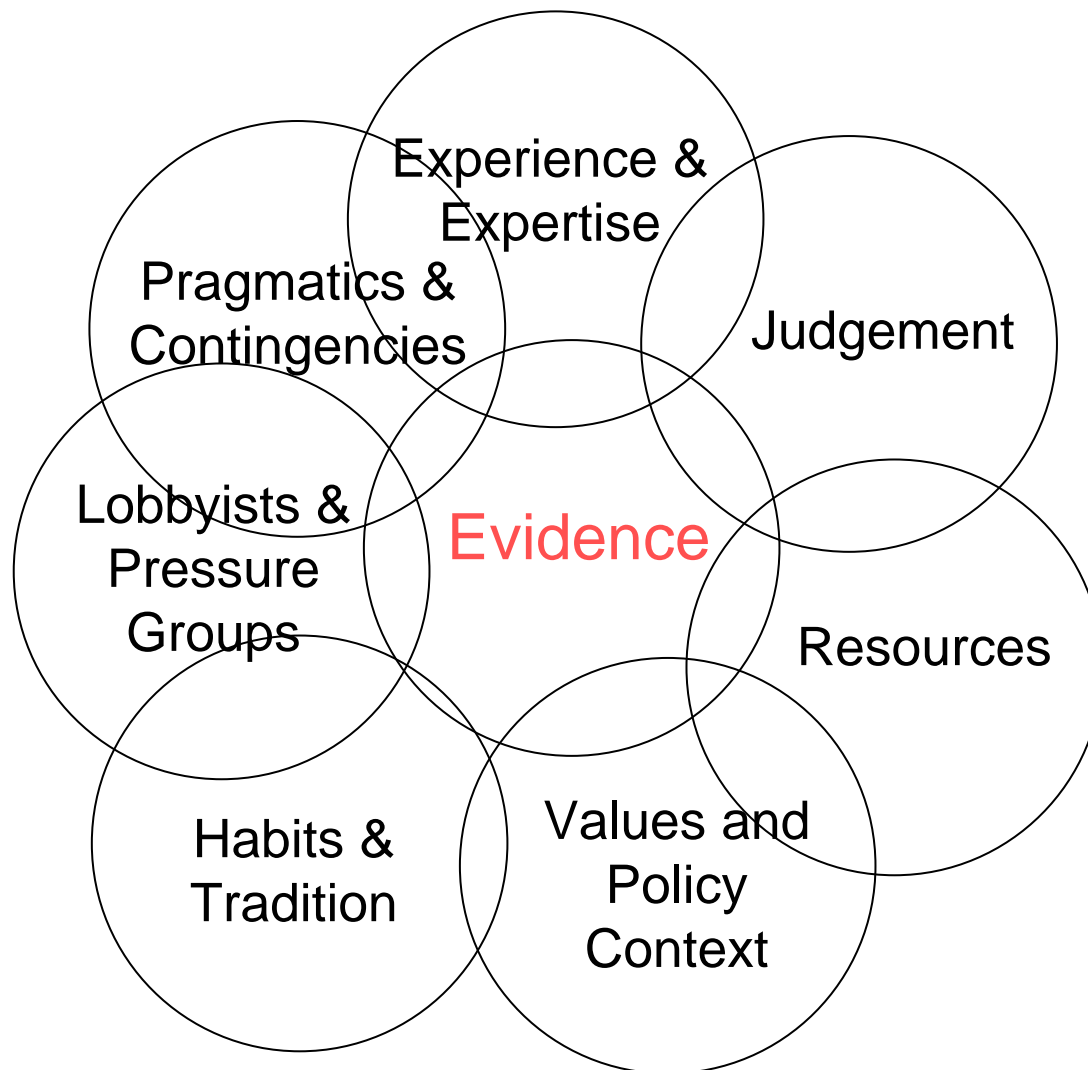 Experience &
Expertise
Pragmatics &
Contingencies
Judgement
Lobbyists &
Pressure
Groups
Evidence
Resources
Habits &
Tradition
Values and
Policy
Context